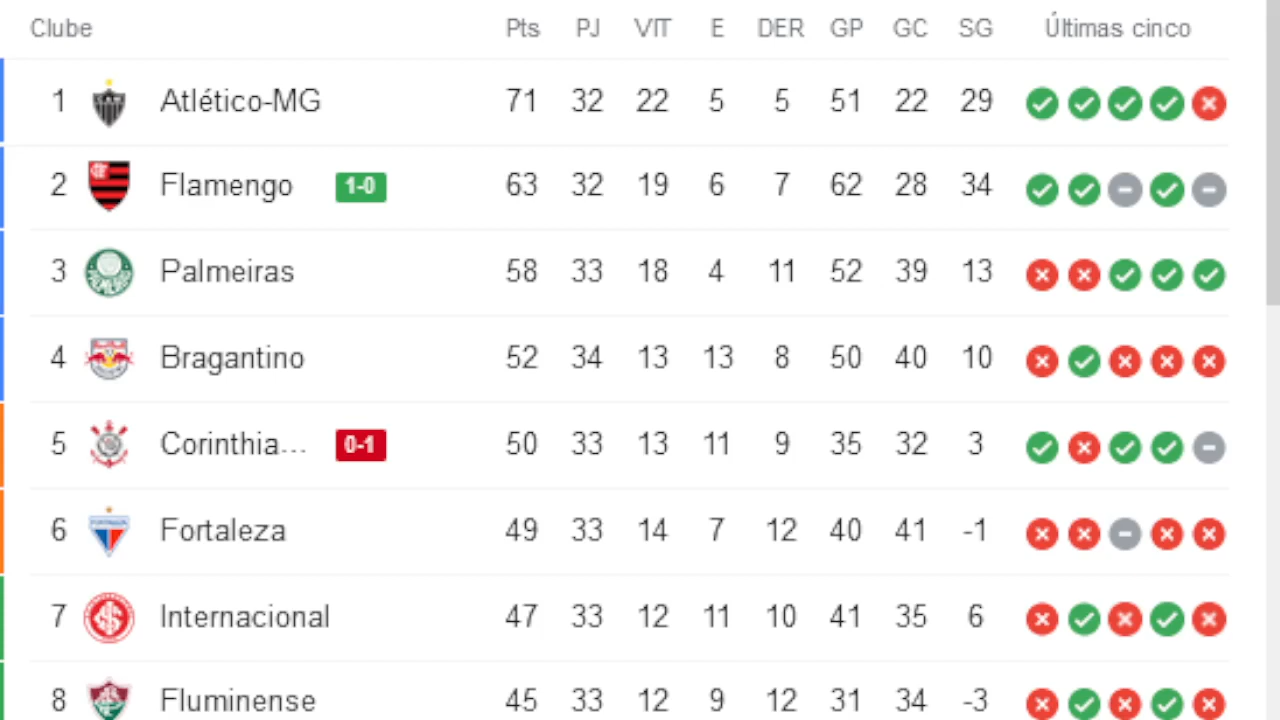 Clube Pts PJ VIT E DER GP GC SG Últimas cinco
1 Atlético-MG 71 32 22 5 5 51 22 29
2 Flamengo 1-0 63 32 19 6 7 62 28 34
3 Palmeiras 58 33 18 4 11 52 39 13
4 Bragantino 52 34 13 13 8 50 40 10
5 Corinthia... 0-1 50 33 13 11 9 35 32 3
6 Fortaleza 49 33 14 7 12 40 41 -1
7 Internacional 47 33 12 11 10 41 35 6
8 Fluminense 45 33 12 9 12 31 34 -3